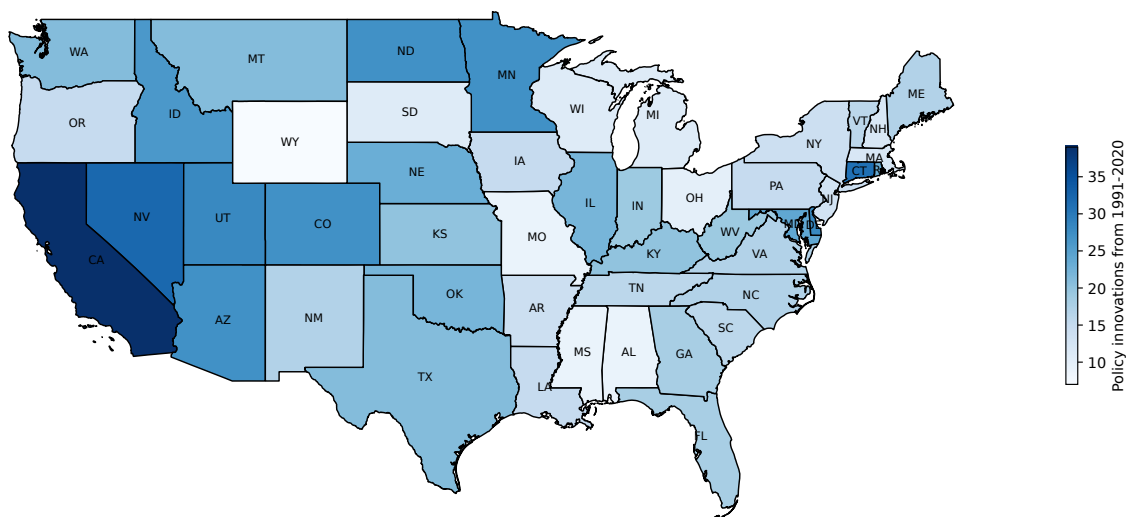 WA
MT
ND
MN
ID
OR
SD
WI
MI
WY
NE
IA
NY
VT
NH
ME
MA
CT
R
PA
NJ
NV
UT
CO
CA
KS
MO
IL
IN
OH
WV
MD
DE
VA
KY
AZ
NM
OK
AR
TN
NC
SC
TX
LA
MS
AL
GA
FL
35
30
25
20
15
10
Policy innovations from 1991-2020